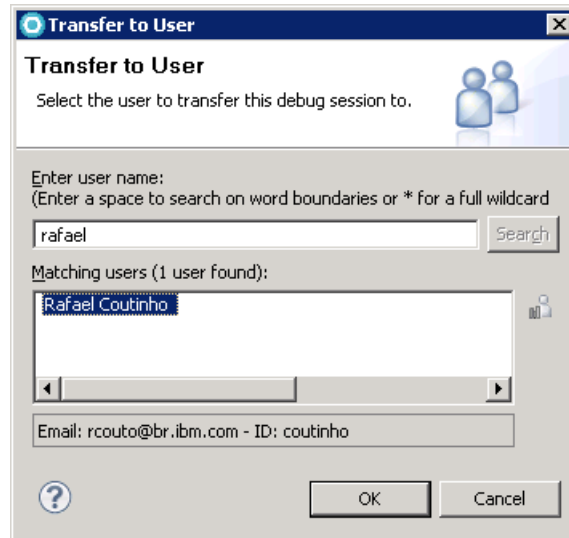 Transfer to User
Transfer to User
Select the user to transfer this debug session to.
Enter user name:
(Enter a space to search on word boundaries or * for a full wildcard
rafael
Search
Matching users (1 user found):
Rafael Coutinho
Email: rcouto@br.ibm.com - ID: coutinho
?
OK
Cancel